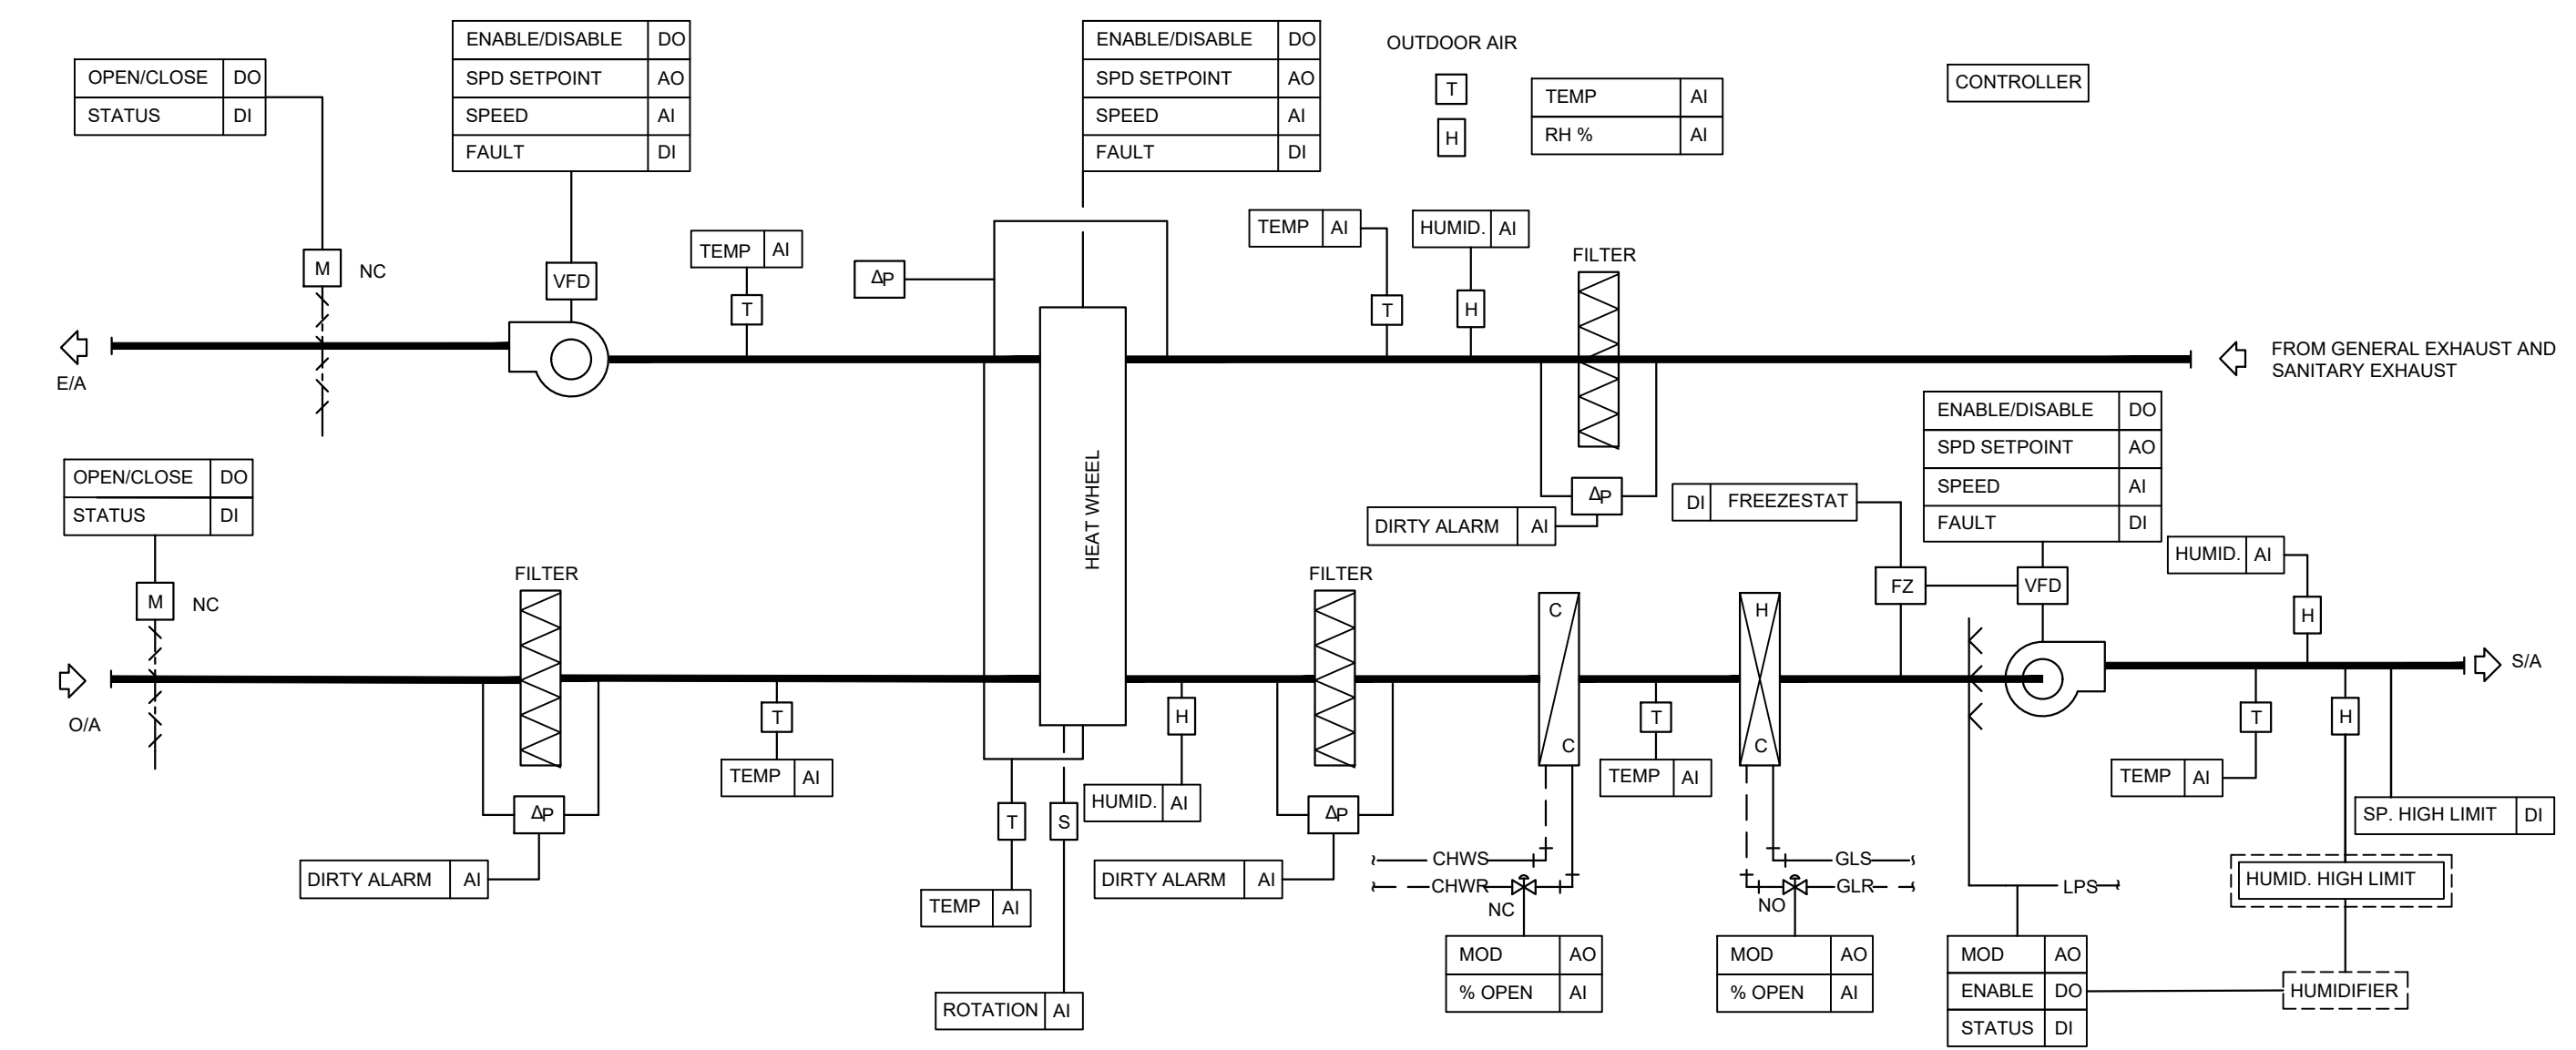 ENABLE/DISABLE DO
SPD SETPOINT AO
SPEED AI
FAULT DI
ENABLE/DISABLE DO
SPD SETPOINT AO
SPEED AI
FAULT DI
OUTDOOR AIR
T
H
TEMP AI
RH % AI
CONTROLLER
OPEN/CLOSE DO
STATUS DI
M NC
VFD
TEMP AI
T
ΔP
TEMP AI
T
HUMID. AI
H
FILTER
E/A
FROM GENERAL EXHAUST AND
SANITARY EXHAUST
HEAT WHEEL
ΔP
DIRTY ALARM AI
DI FREEZESTAT
ENABLE/DISABLE DO
SPD SETPOINT AO
SPEED AI
FAULT DI
OPEN/CLOSE DO
STATUS DI
M NC
FILTER
FILTER
C
C
H
C
FZ
VFD
HUMID. AI
H
S/A
O/A
T
TEMP AI
H
HUMID. AI
T
TEMP AI
T
TEMP AI
H
SP. HIGH LIMIT DI
ΔP
DIRTY ALARM AI
T
TEMP AI
S
ROTATION AI
ΔP
DIRTY ALARM AI
CHWS
CHWR
NC
GLS
GLR
NO
LPS
HUMID. HIGH LIMIT
MOD AO
% OPEN AI
MOD AO
% OPEN AI
MOD AO
ENABLE DO
STATUS DI
HUMIDIFIER